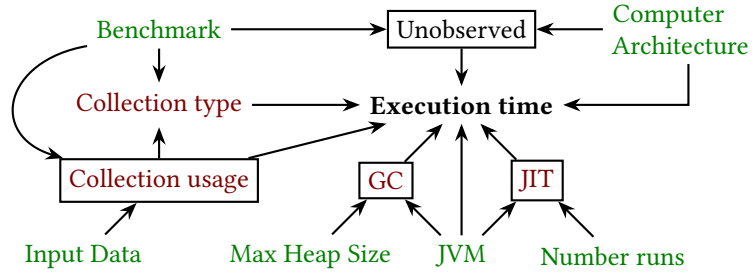 Benchmark
Unobserved
Computer
Architecture
Collection type
Execution time
Collection usage
GC
JIT
Input Data
Max Heap Size
JVM
Number runs